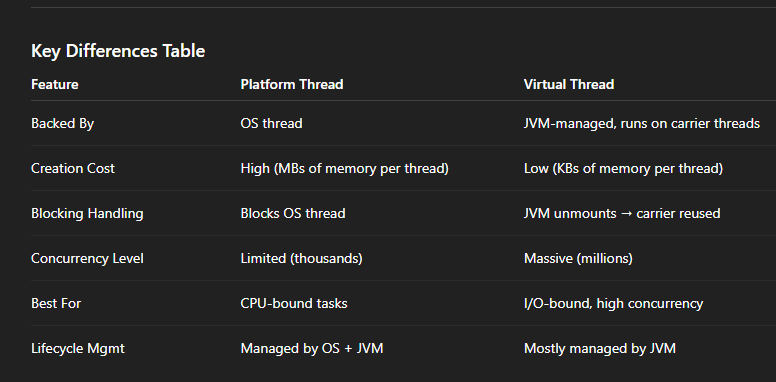 Key Differences Table
Feature Platform Thread Virtual Thread
Backed By OS thread JVM-managed, runs on carrier threads
Creation Cost High (MBs of memory per thread) Low (KBs of memory per thread)
Blocking Handling Blocks OS thread JVM unmounts → carrier reused
Concurrency Level Limited (thousands) Massive (millions)
Best For CPU-bound tasks I/O-bound, high concurrency
Lifecycle Mgmt Managed by OS + JVM Mostly managed by JVM